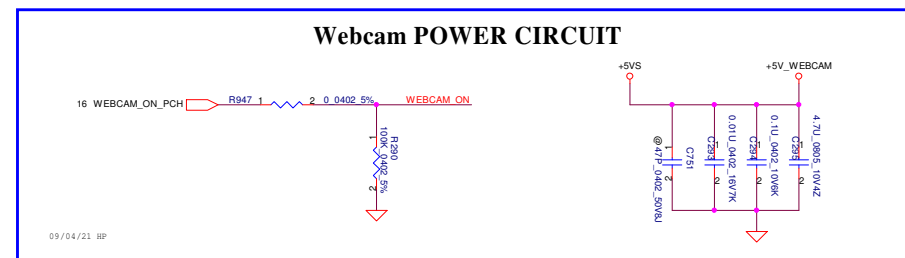 Webcam POWER CIRCUIT
+5VS
+5V_WEBCAM
16 WEBCAM_ON_PCH
R947 1
2 0_0402_5%
WEBCAM_ON
1
R290
100K_0402_5%
2
1
2
C751
@ 47P_0402_50V8J
1
2
C293
0.01U_0402_16V7K
1
2
C294
0.1U_0402_10V6K
1
2
C295
4.7U_0805_10V4Z
09/04/21 HP